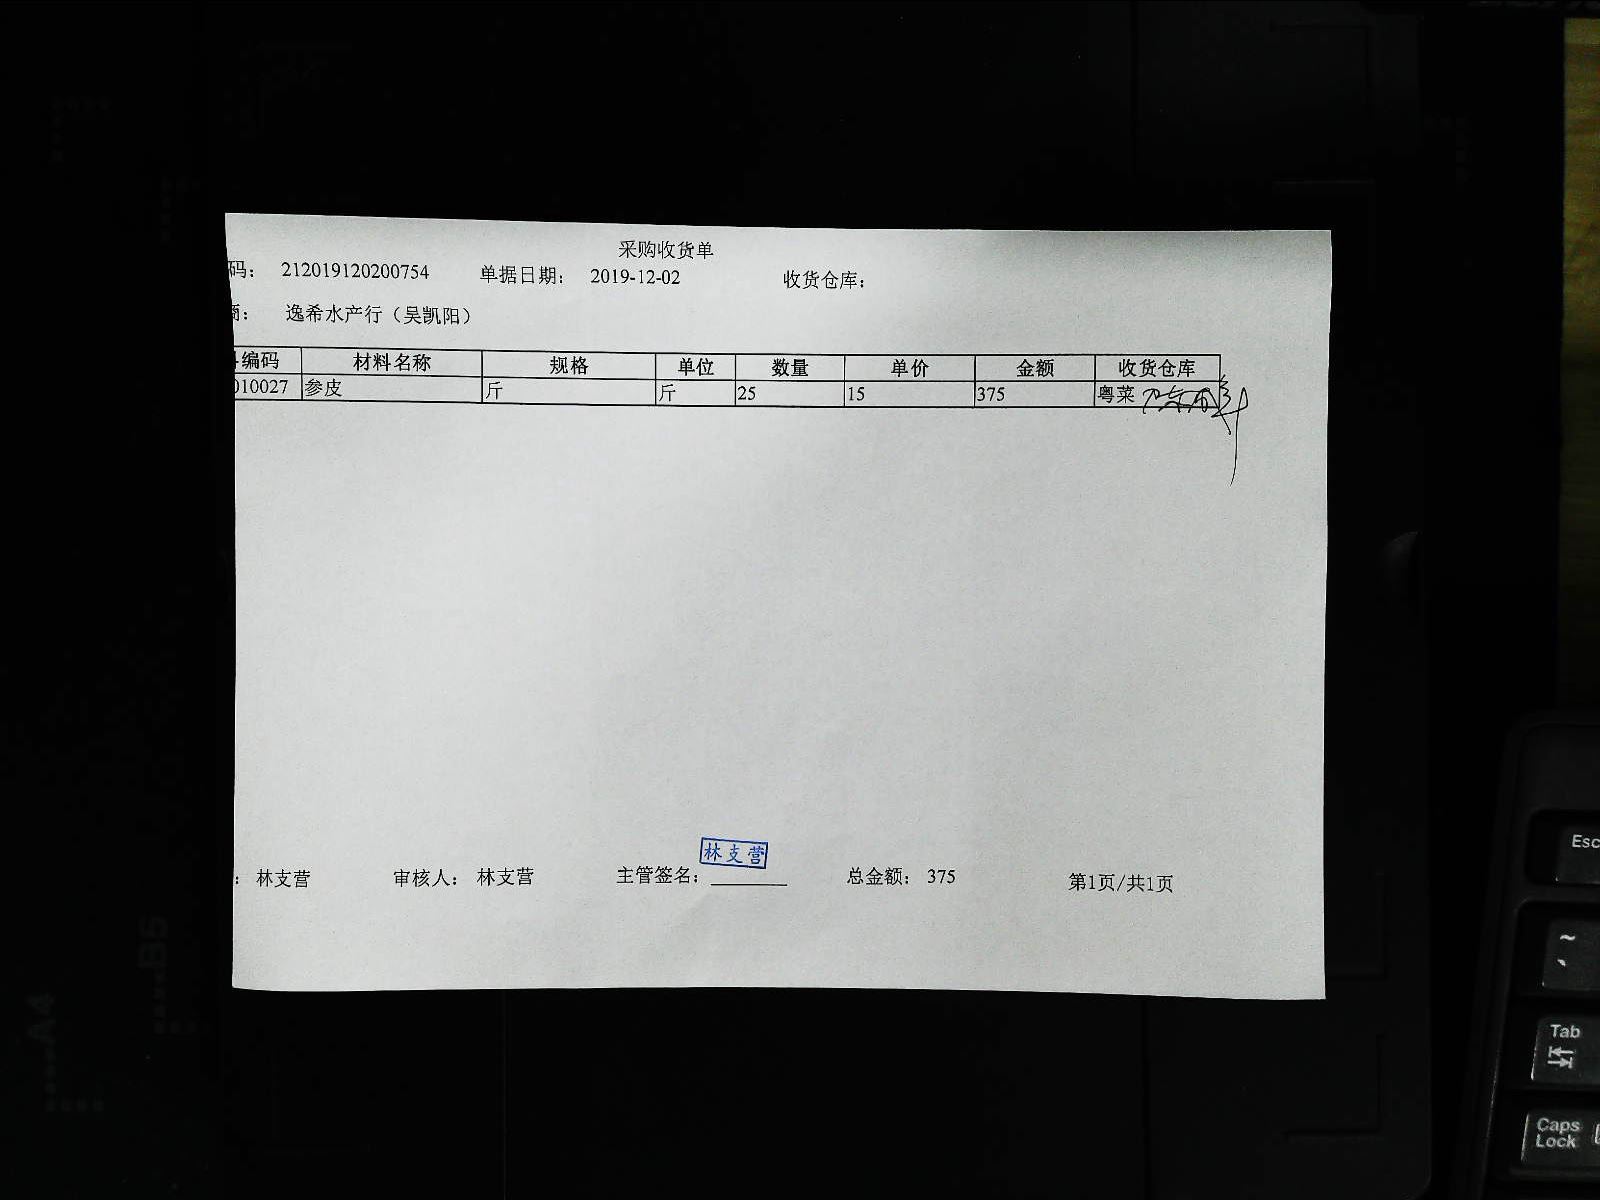 采购收货单
码: 212019120200754 单据日期: 2019-12-02 收货仓库:
商: 逸希水产行（吴凯阳）
编码 材料名称 规格 单位 数量 单价 金额 收货仓库
010027 参皮 斤 斤 25 15 375 粤菜
林支营
: 林支营 审核人: 林支营 主管签名: 总金额: 375 第1页/共1页
Esc
~
Tab
Caps Lock
A4
B5